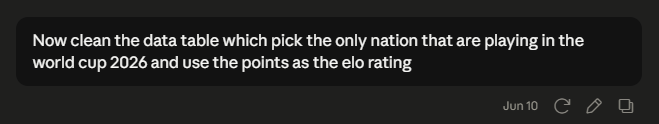 Now clean the data table which pick the only nation that are playing in the
world cup 2026 and use the points as the elo rating
Jun 10